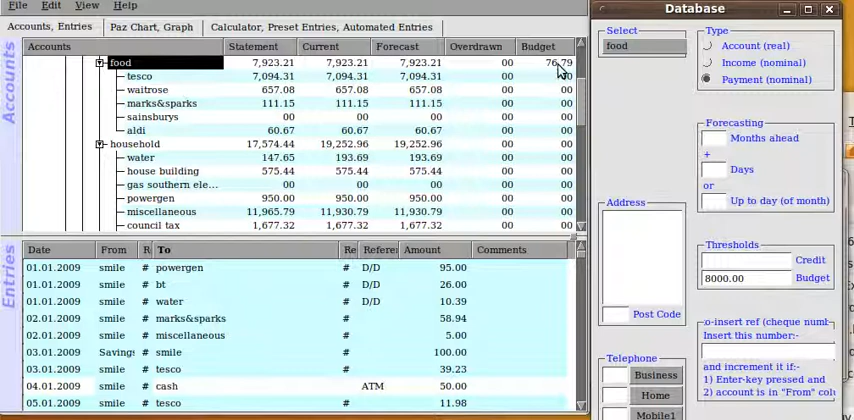 File Edit View Help
Accounts, Entries Paz Chart, Graph Calculator, Preset Entries, Automated Entries
Accounts
Accounts Statement Current Forecast Overdrawn Budget
food 7,923.21 7,923.21 7,923.21 00 76.79
tesco 7,094.31 7,094.31 7,094.31 00 00
waitrose 657.08 657.08 657.08 00 00
marks&sparks 111.15 111.15 111.15 00 00
sainsburys 00 00 00 00 00
aldi 60.67 60.67 60.67 00 00
household 17,574.44 19,252.96 19,252.96 00 00
water 147.65 193.69 193.69 00 00
house building 575.44 575.44 575.44 00 00
gas southern ele... 00 00 00 00 00
powergen 950.00 950.00 950.00 00 00
miscellaneous 11,965.79 11,930.79 11,930.79 00 00
council tax 1,677.32 1,677.32 1,677.32 00 00
Entries
Date From R To Re Refere Amount Comments
01.01.2009 smile # powergen # D/D 95.00
01.01.2009 smile # bt # D/D 26.00
01.01.2009 smile # water # D/D 10.39
02.01.2009 smile # marks&sparks # 58.94
02.01.2009 smile # miscellaneous # 5.00
03.01.2009 Savings # smile # 100.00
03.01.2009 smile # tesco # 39.23
04.01.2009 smile # cash ATM 50.00
05.01.2009 smile # tesco # 11.98
Database
Select
food
Address
Post Code
Telephone
Business
Home
Mobile1
Type
Account (real)
Income (nominal)
Payment (nominal)
Forecasting
Months ahead
+
Days
or
Up to day (of month)
Thresholds
Credit
8000.00 Budget
o-insert ref (cheque numb
Insert this number:-
and increment it if:-
1) Enter-key pressed and
2) account is in "From" colu